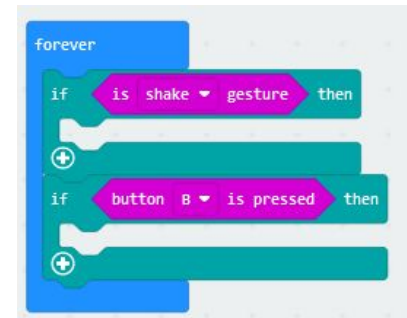 forever
if is shake gesture then
if button B is pressed then